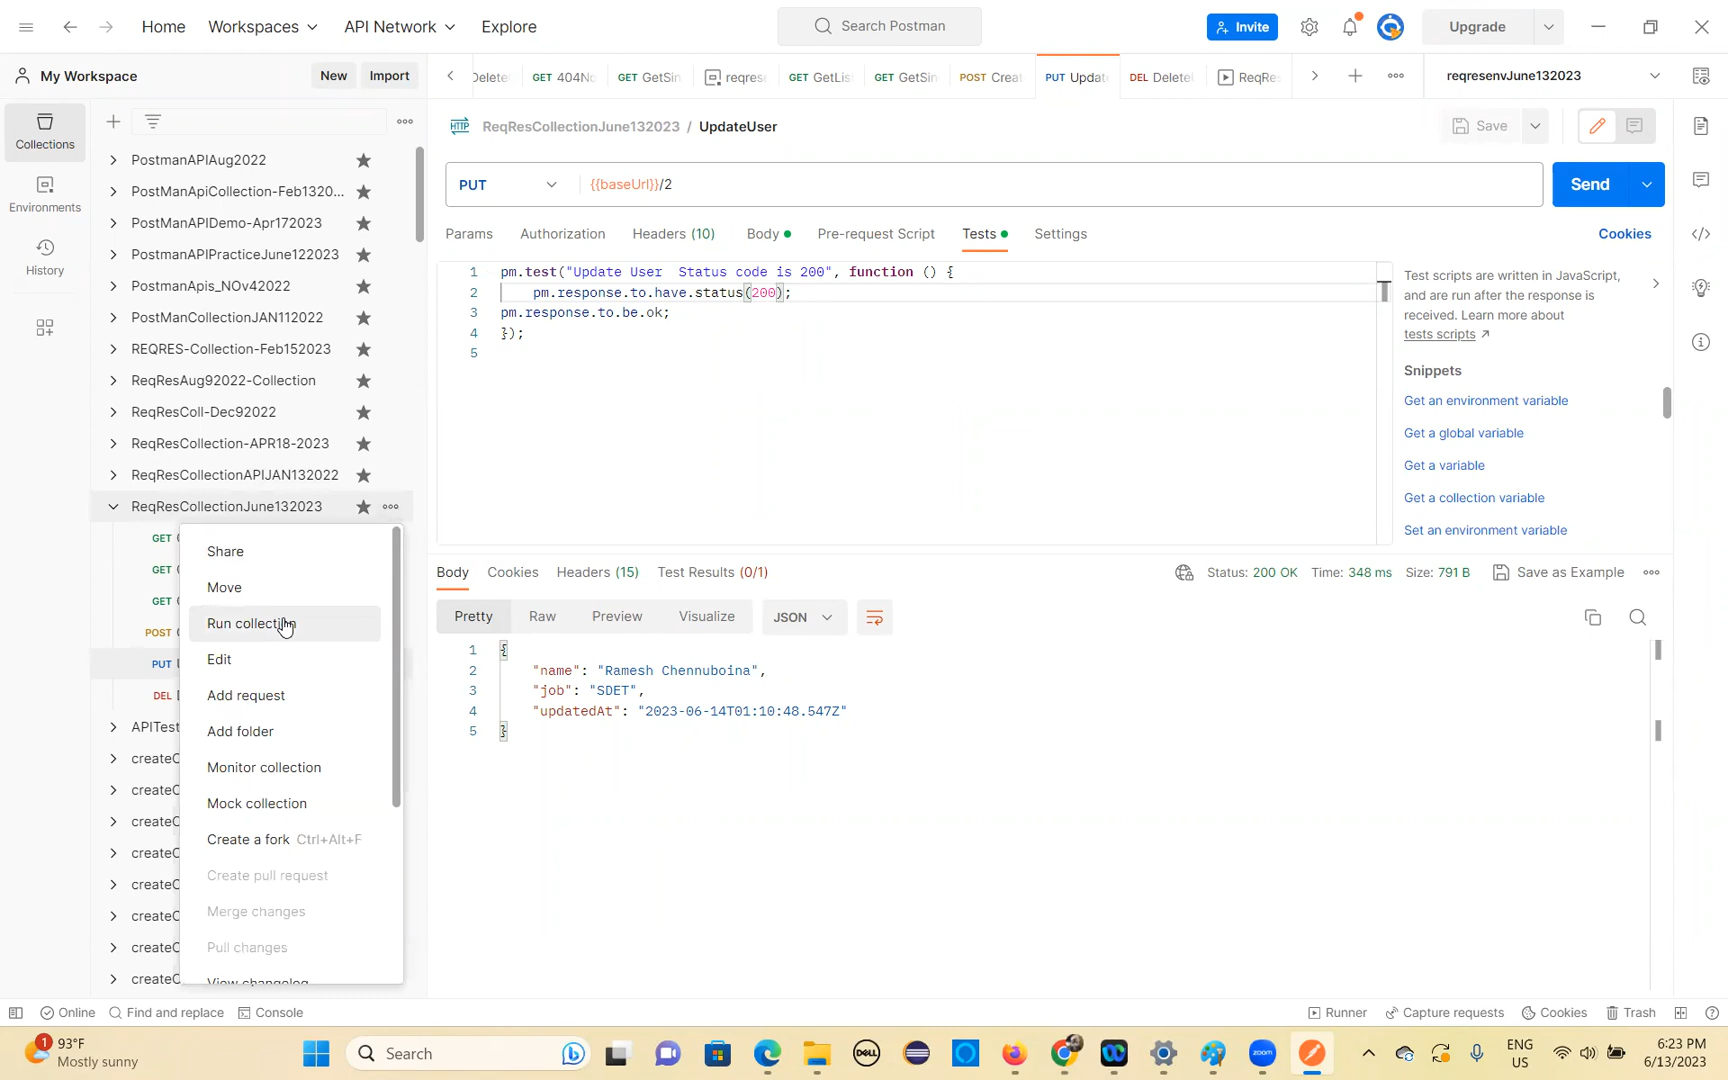 Home
Workspaces
API Network
Explore
Search Postman
Invite
Upgrade
My Workspace
New
Import
GET 404N
GET GetSin
reqrese
GET GetLis
GET GetSin
POST Crea
PUT Updat
DEL Delete
ReqRes
reqresenvJune132023
Collections
Environments
History
PostmanAPIAug2022
PostManApiCollection-Feb1320...
PostManAPIDemo-Apr172023
PostmanAPIPracticeJune122023
PostmanApis_NOv42022
PostManCollectionJAN112022
REQRES-Collection-Feb152023
ReqResAug92022-Collection
ReqResColl-Dec92022
ReqResCollection-APR18-2023
ReqResCollectionAPIJAN132022
ReqResCollectionJune132023
GET
GET
GET
POST
PUT
DEL
APITest
Share
Move
Run collection
Edit
Add request
Add folder
Monitor collection
Mock collection
Create a fork Ctrl+Alt+F
Create pull request
Merge changes
Pull changes
View changelog
HTTP ReqResCollectionJune132023 / UpdateUser
Save
PUT {{baseUrl}}/2
Send
Params
Authorization
Headers (10)
Body
Pre-request Script
Tests
Settings
Cookies
1 pm.test("Update User  Status code is 200", function () {
2 pm.response.to.have.status(200);
3 pm.response.to.be.ok;
4 });
5
Test scripts are written in JavaScript,
and are run after the response is
received. Learn more about
tests scripts
Snippets
Get an environment variable
Get a global variable
Get a variable
Get a collection variable
Set an environment variable
Body
Cookies
Headers (15)
Test Results (0/1)
Status: 200 OK
Time: 348 ms
Size: 791 B
Save as Example
Pretty
Raw
Preview
Visualize
JSON
1 {
2 "name": "Ramesh Chennuboina",
3 "job": "SDET",
4 "updatedAt": "2023-06-14T01:10:48.547Z"
5 }
Online
Find and replace
Console
Runner
Capture requests
Cookies
Trash
1
93°F
Mostly sunny
Search
DELL
zoom
ENG
US
6:23 PM
6/13/2023